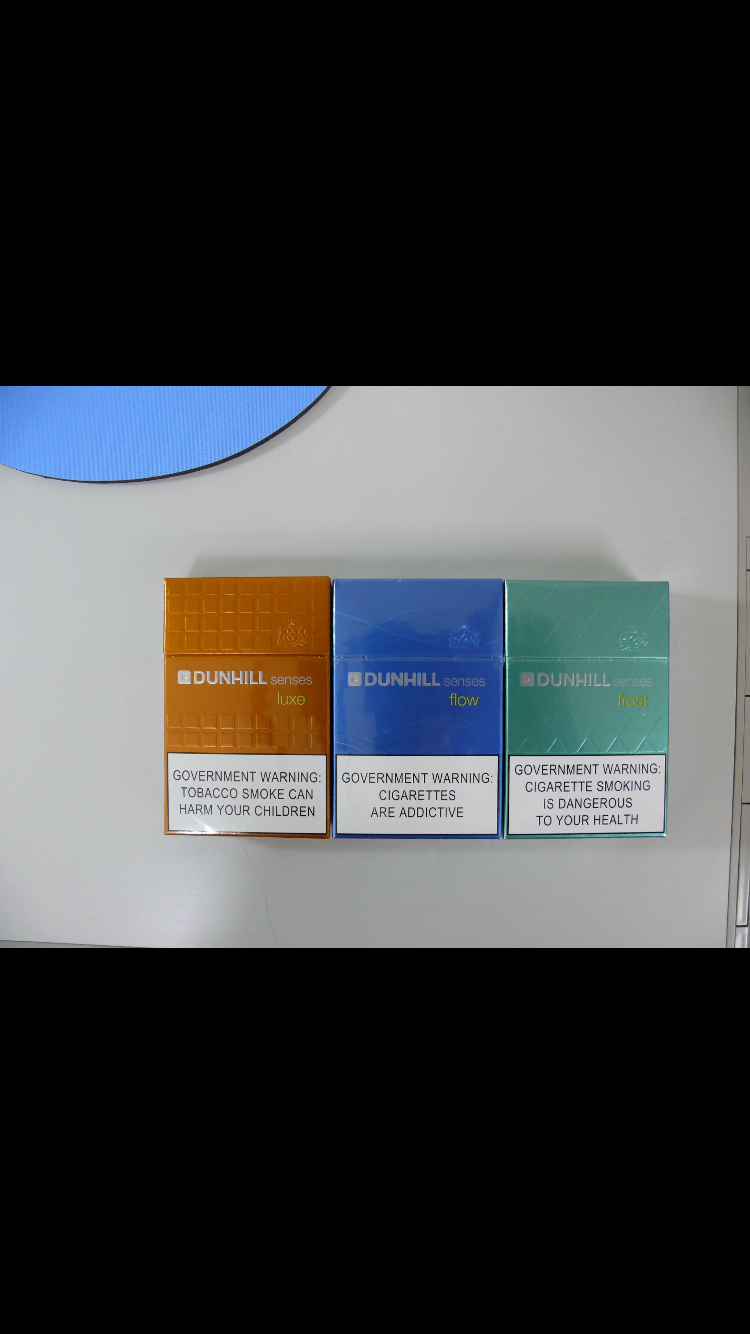 DUNHILL senses
luxe
GOVERNMENT WARNING:
TOBACCO SMOKE CAN
HARM YOUR CHILDREN
DUNHILL senses
flow
GOVERNMENT WARNING:
CIGARETTES
ARE ADDICTIVE
DUNHILL senses
frost
GOVERNMENT WARNING:
CIGARETTE SMOKING
IS DANGEROUS
TO YOUR HEALTH